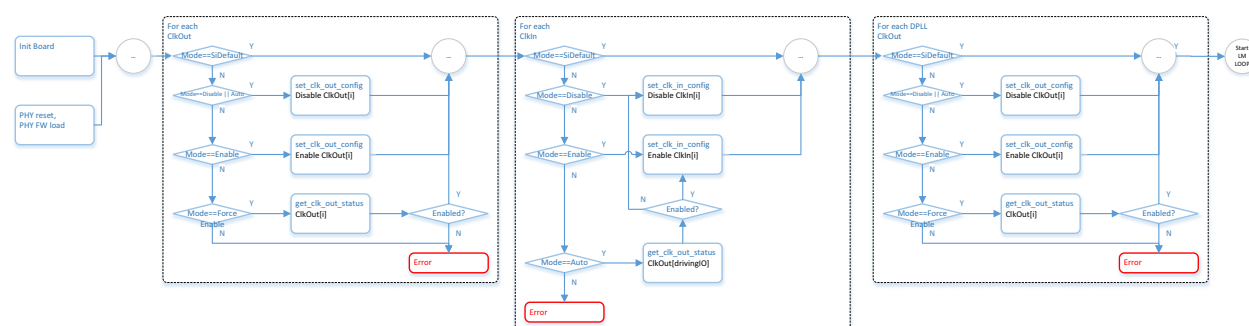 Init Board
PHY reset,
PHY FW load
...
For each
ClkOut
Mode==SiDefault
Y
N
Mode==Disable || Auto
Y
set_clk_out_config
Disable ClkOut[i]
N
Mode==Enable
Y
set_clk_out_config
Enable ClkOut[i]
N
Mode==Force
Enable
Y
get_clk_out_status
ClkOut[i]
Enabled?
Y
N
N
Error
...
For each
ClkIn
Mode==SiDefault
Y
N
Mode==Disable
Y
set_clk_in_config
Disable ClkIn[i]
N
Mode==Enable
Y
set_clk_in_config
Enable ClkIn[i]
N
Y
Enabled?
N
Mode==Auto
Y
get_clk_out_status
ClkOut[drivingIO]
N
Error
...
For each DPLL
ClkOut
Mode==SiDefault
Y
N
Mode==Disable || Auto
Y
set_clk_out_config
Disable ClkOut[i]
N
Mode==Enable
Y
set_clk_out_config
Enable ClkOut[i]
N
Mode==Force
Enable
Y
get_clk_out_status
ClkOut[i]
Enabled?
Y
N
N
Error
...
Y
Start
LM
LOOP